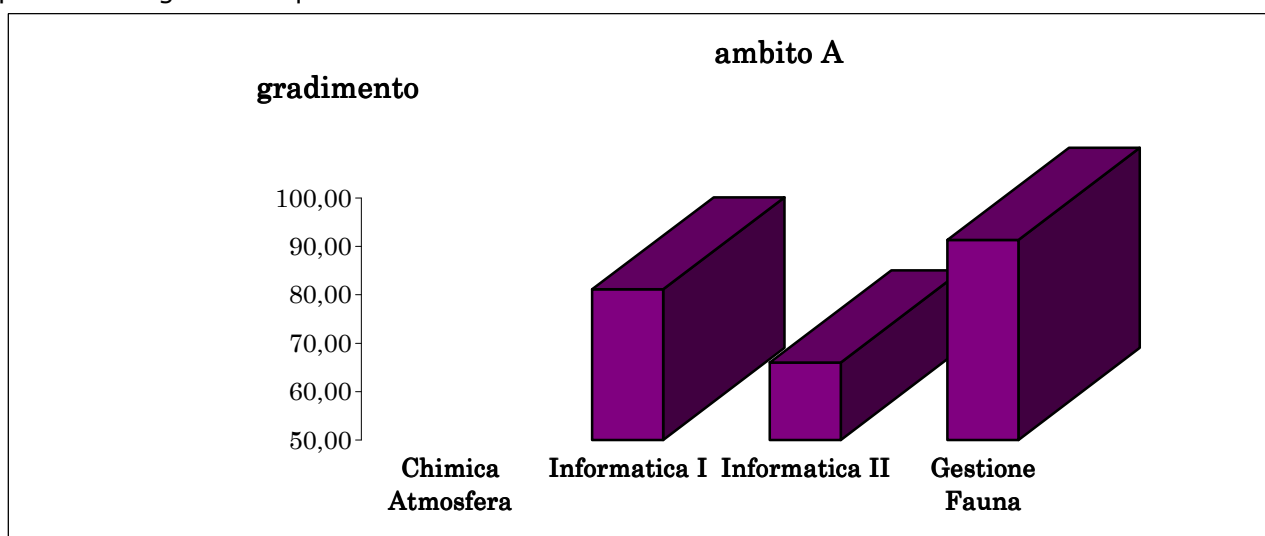 ambito A
gradimento
100,00
90,00
80,00
70,00
60,00
50,00
Chimica Atmosfera
Informatica I
Informatica II
Gestione Fauna